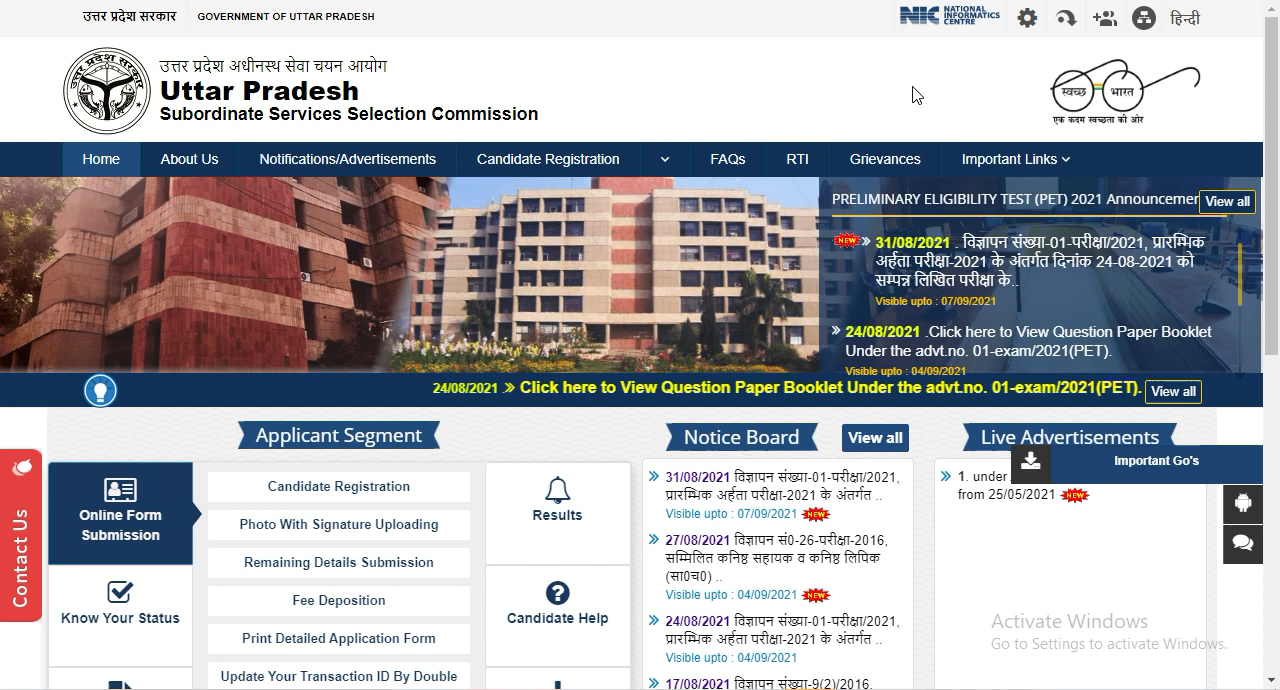 उत्तर प्रदेश सरकार
GOVERNMENT OF UTTAR PRADESH
NIC NATIONAL INFORMATICS CENTRE
हिन्दी
उत्तर प्रदेश सरकार
उत्तर प्रदेश अधीनस्थ सेवा चयन आयोग
Uttar Pradesh
Subordinate Services Selection Commission
स्वच्छ भारत
एक कदम स्वच्छता की ओर
Home About Us Notifications/Advertisements Candidate Registration FAQs RTI Grievances Important Links
PRELIMINARY ELIGIBILITY TEST (PET) 2021 Announcemen
View all
NEW » 31/08/2021 . विज्ञापन संख्या-01-परीक्षा/2021, प्रारम्भिक
अर्हता परीक्षा-2021 के अंतर्गत दिनांक 24-08-2021 को
सम्पन्न लिखित परीक्षा के..
Visible upto : 07/09/2021
» 24/08/2021 .Click here to View Question Paper Booklet
Under the advt.no. 01-exam/2021(PET).
Visible upto : 04/09/2021
24/08/2021 » Click here to View Question Paper Booklet Under the advt.no. 01-exam/2021(PET).
View all
Contact Us
Applicant Segment
Online Form
Submission
Know Your Status
Candidate Registration
Photo With Signature Uploading
Remaining Details Submission
Fee Deposition
Print Detailed Application Form
Update Your Transaction ID By Double
Results
Candidate Help
Notice Board
View all
» 31/08/2021 विज्ञापन संख्या-01-परीक्षा/2021,
प्रारम्भिक अर्हता परीक्षा-2021 के अंतर्गत ..
Visible upto : 07/09/2021 NEW
» 27/08/2021 विज्ञापन सं0-26-परीक्षा-2016,
सम्मिलित कनिष्ठ सहायक व कनिष्ठ लिपिक
(सा0च0) ..
Visible upto : 04/09/2021 NEW
» 24/08/2021 विज्ञापन संख्या-01-परीक्षा/2021,
प्रारम्भिक अर्हता परीक्षा-2021 के अंतर्गत ..
Visible upto : 04/09/2021
» 17/08/2021 विज्ञापन संख्या-9(2)/2016,
Live Advertisements
Important Go's
» 1. under
from 25/05/2021 NEW
Activate Windows
Go to Settings to activate Windows.